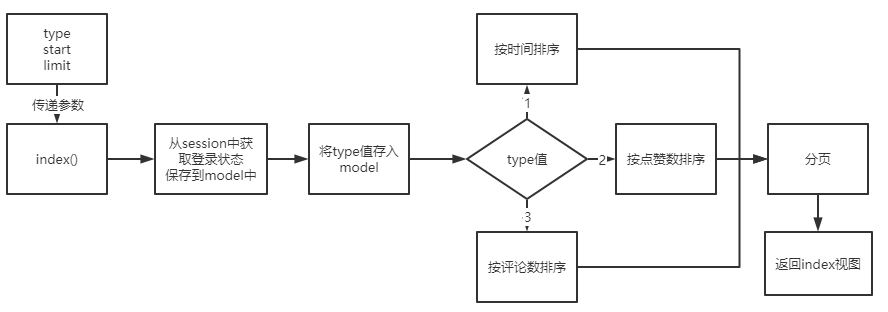 type
start
limit
传递参数
index()
从session中获
取登录状态
保存到model中
将type值存入
model
type值
1
按时间排序
2
按点赞数排序
3
按评论数排序
分页
返回index视图